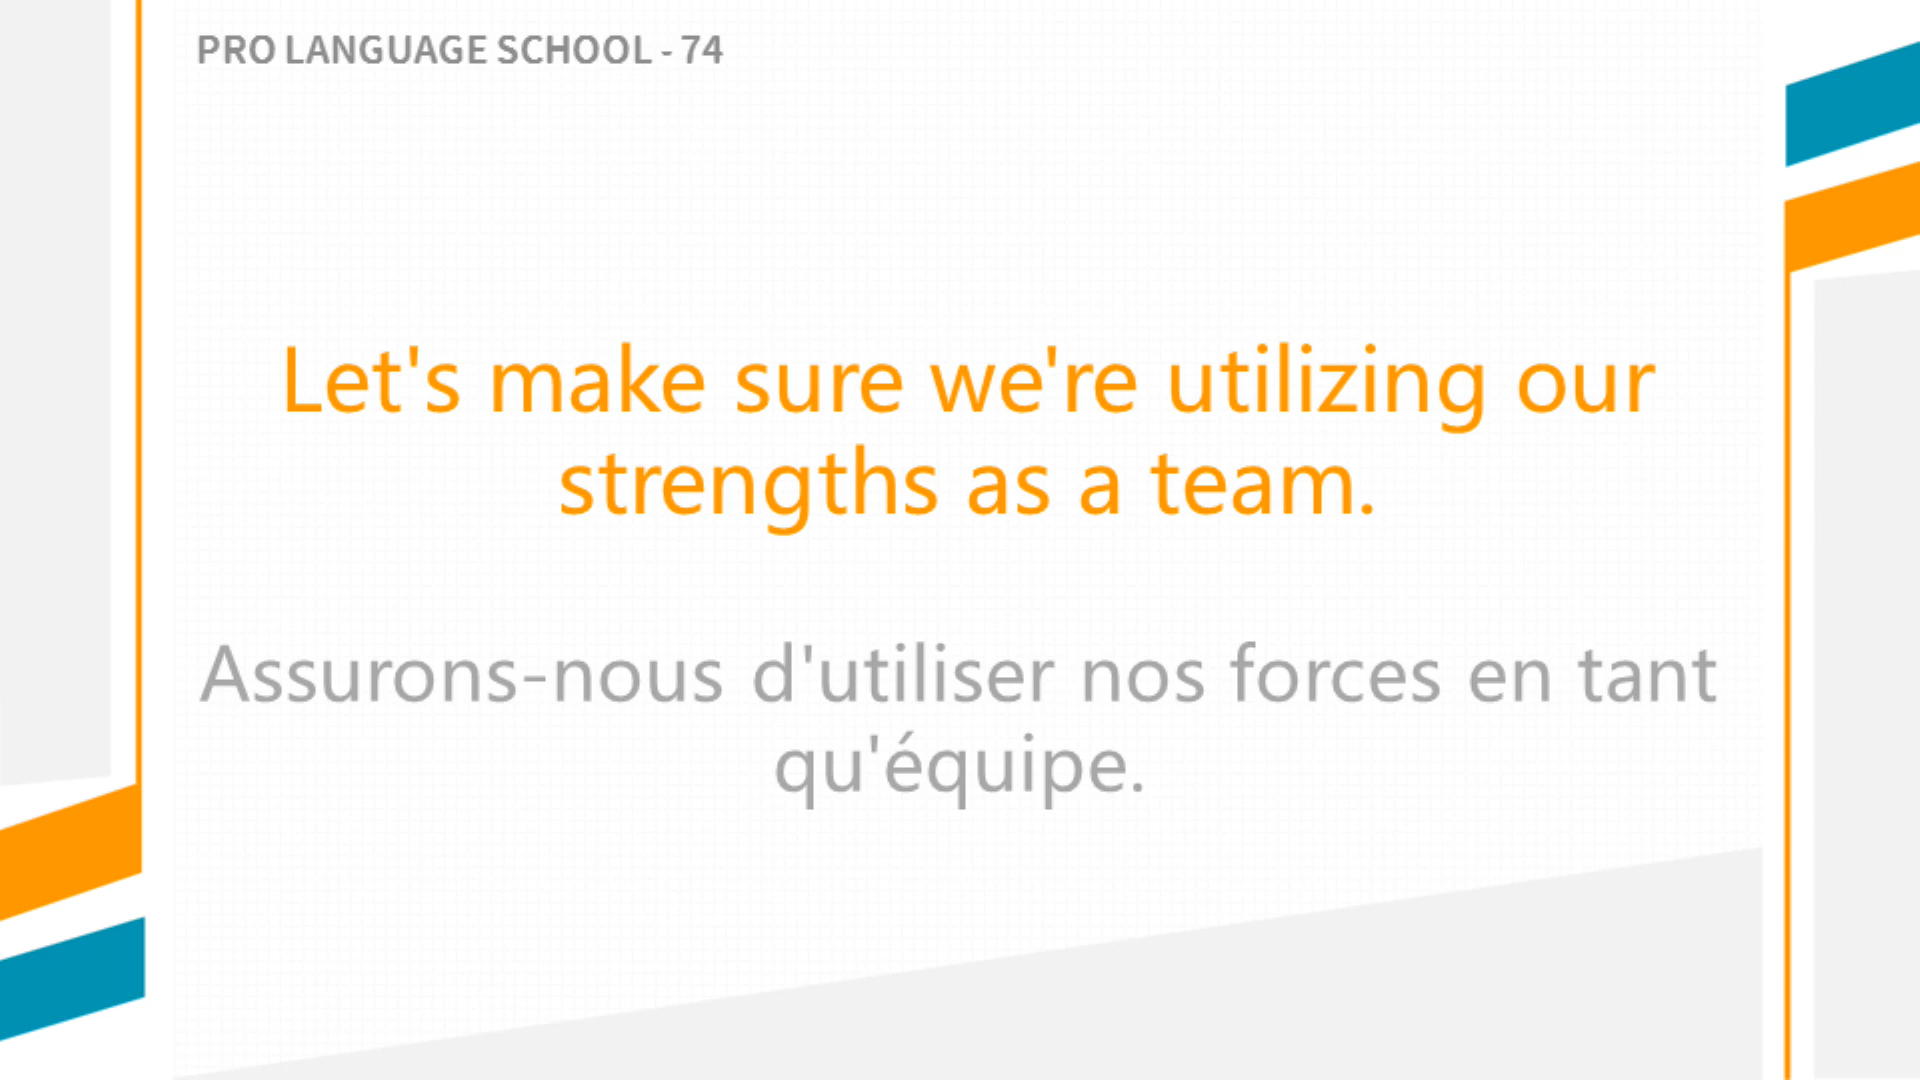 PRO LANGUAGE SCHOOL - 74
Let's make sure we're utilizing our
strengths as a team.
Assurons-nous d'utiliser nos forces en tant
qu'équipe.